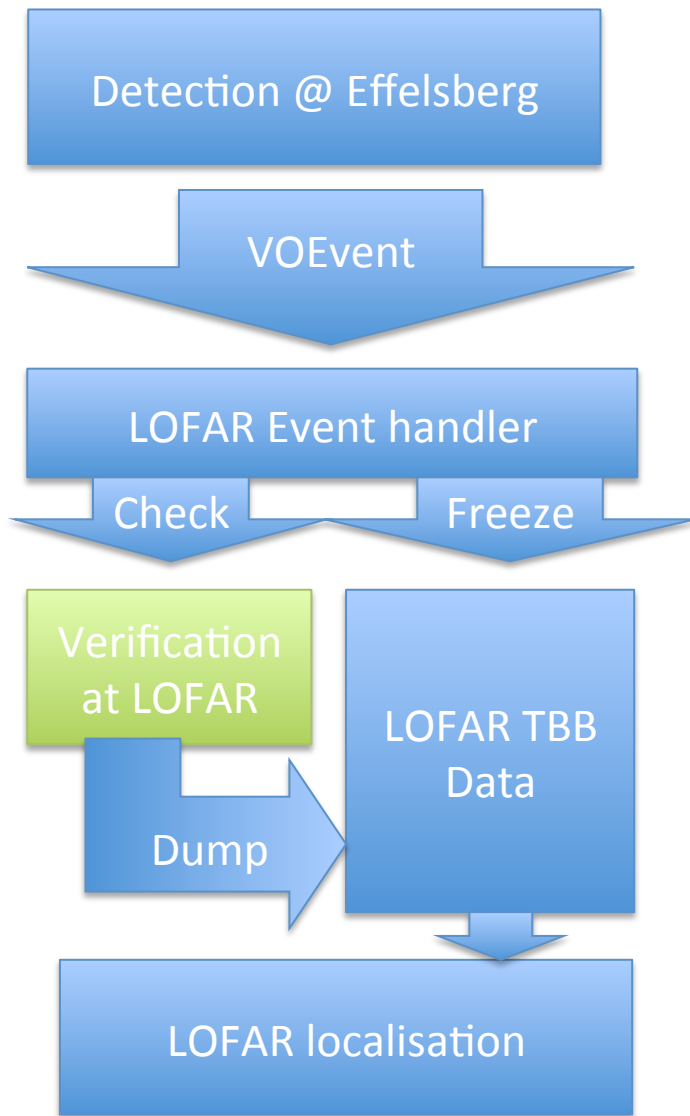 Detection @ Effelsberg
VOEvent
LOFAR Event handler
Check
Freeze
Verification
at LOFAR
LOFAR TBB
Data
Dump
LOFAR localisation